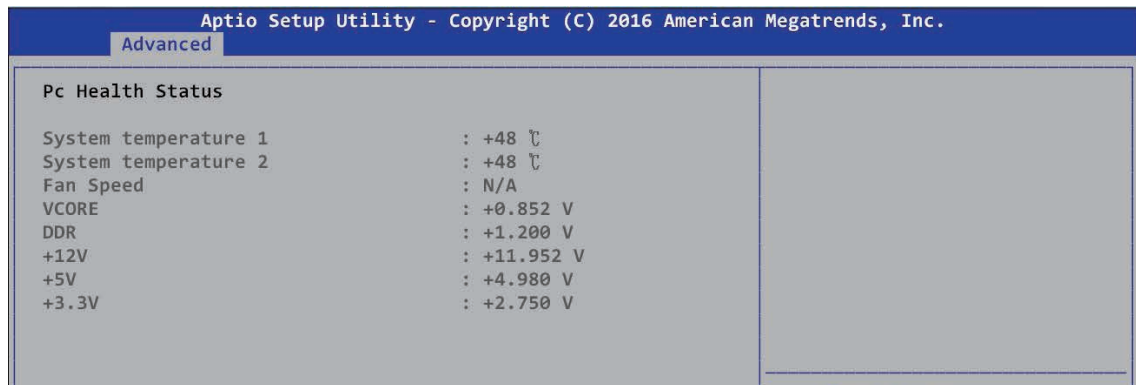 Aptio Setup Utility - Copyright (C) 2016 American Megatrends, Inc.
Advanced
Pc Health Status
System temperature 1 : +48 ℃
System temperature 2 : +48 ℃
Fan Speed : N/A
VCORE : +0.852 V
DDR : +1.200 V
+12V : +11.952 V
+5V : +4.980 V
+3.3V : +2.750 V